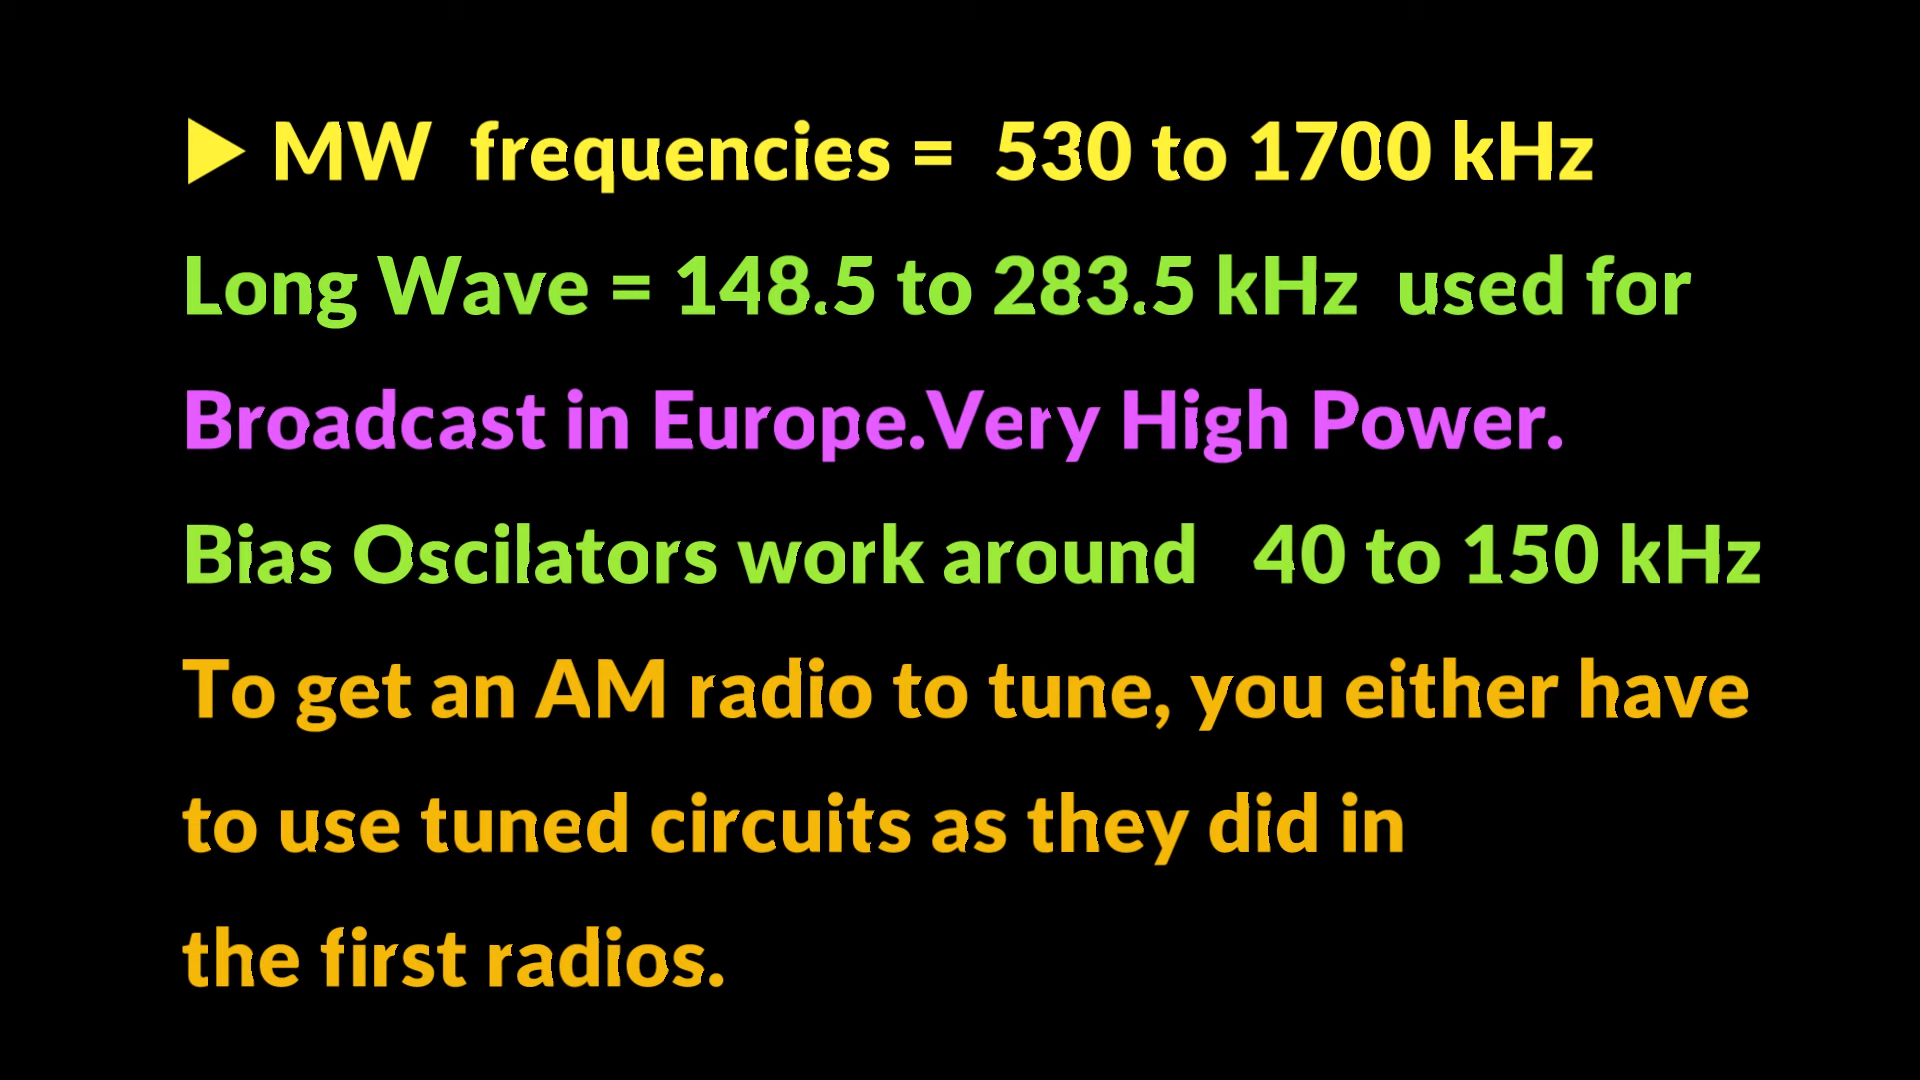 ▶ MW  frequencies =  530 to 1700 kHz
Long Wave = 148.5 to 283.5 kHz  used for
Broadcast in Europe.Very High Power.
Bias Oscilators work around   40 to 150 kHz
To get an AM radio to tune, you either have
to use tuned circuits as they did in
the first radios.